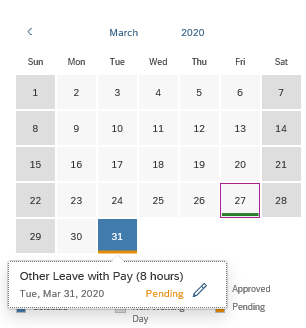 March 2020
Sun Mon Tue Wed Thu Fri Sat
1 2 3 4 5 6 7
8 9 10 11 12 13 14
15 16 17 18 19 20 21
22 23 24 25 26 27 28
29 30 31
Other Leave with Pay (8 hours)
Tue, Mar 31, 2020 Pending
Approved
Pending
Day